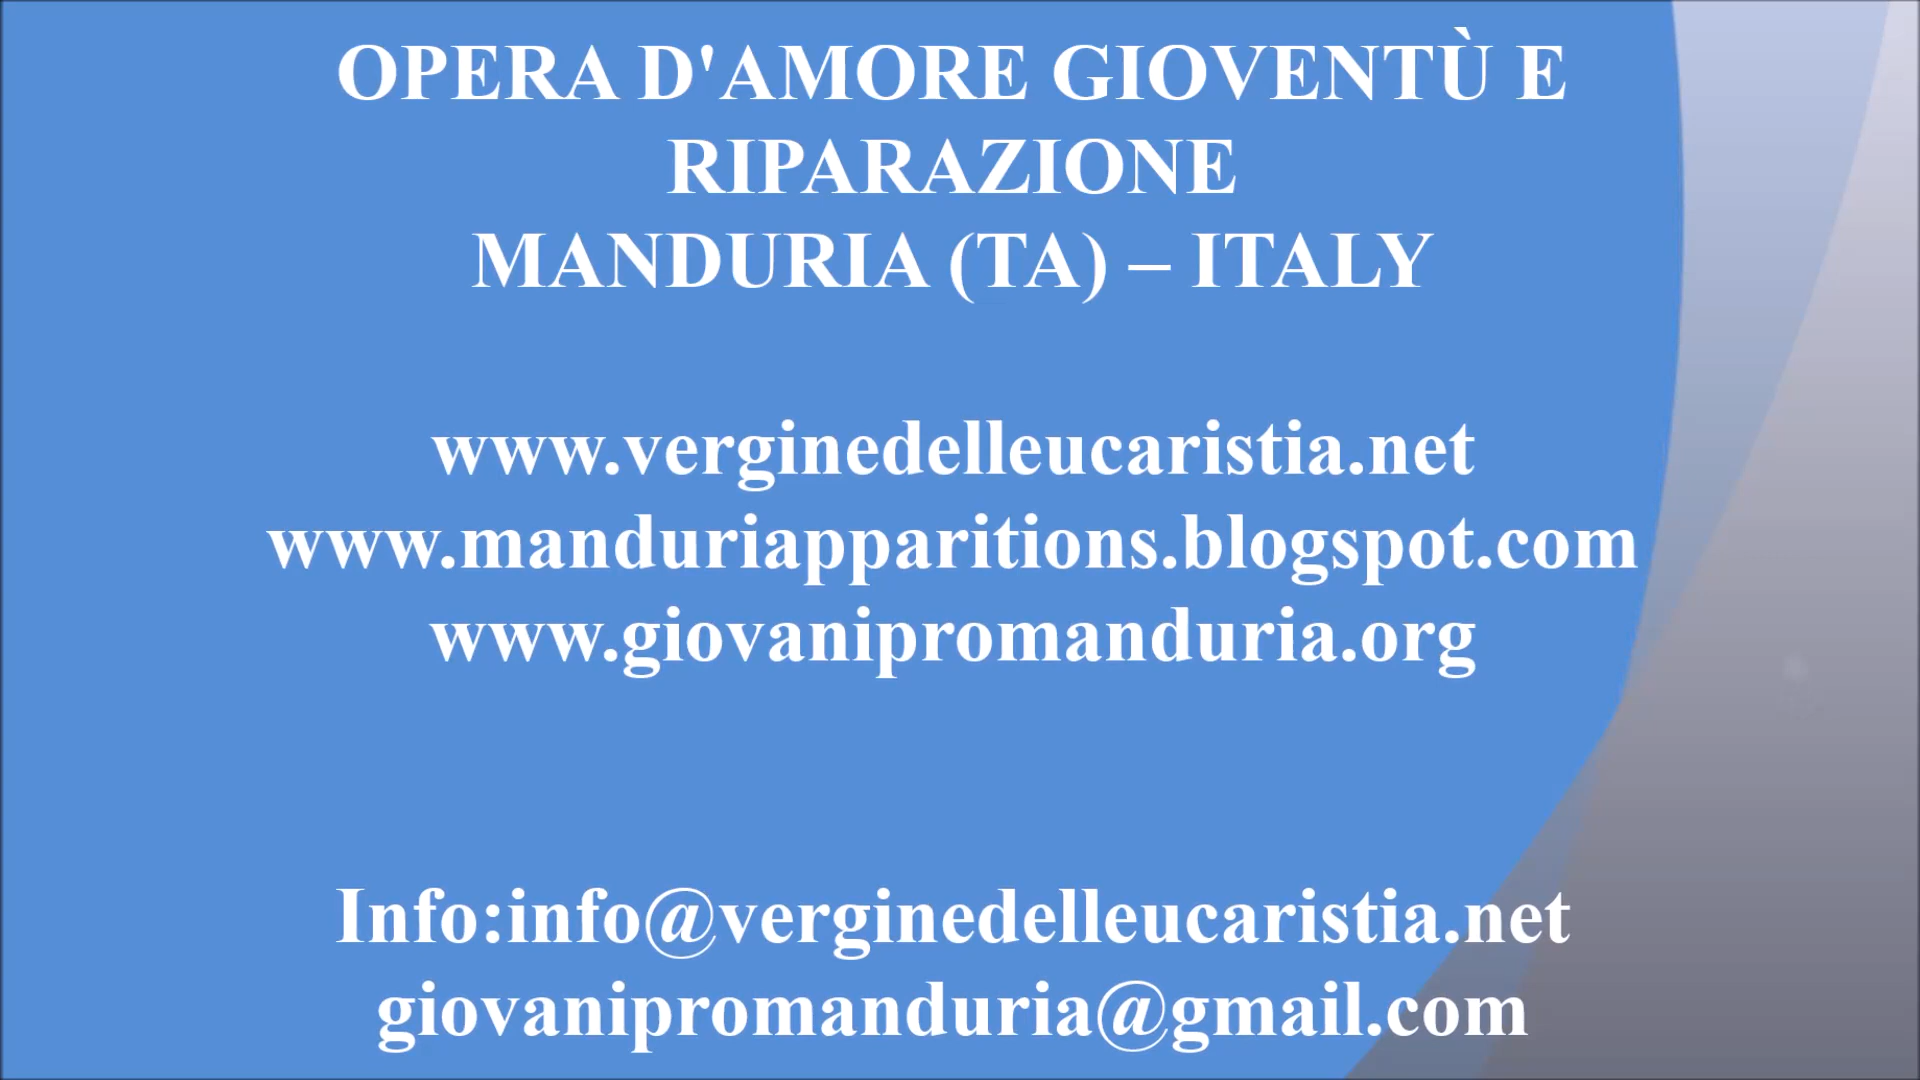 OPERA D'AMORE GIOVENTÙ E
RIPARAZIONE
MANDURIA (TA) – ITALY
www.verginedelleucaristia.net
www.manduriapparitions.blogspot.com
www.giovanipromanduria.org
Info:info@verginedelleucaristia.net
giovanipromanduria@gmail.com